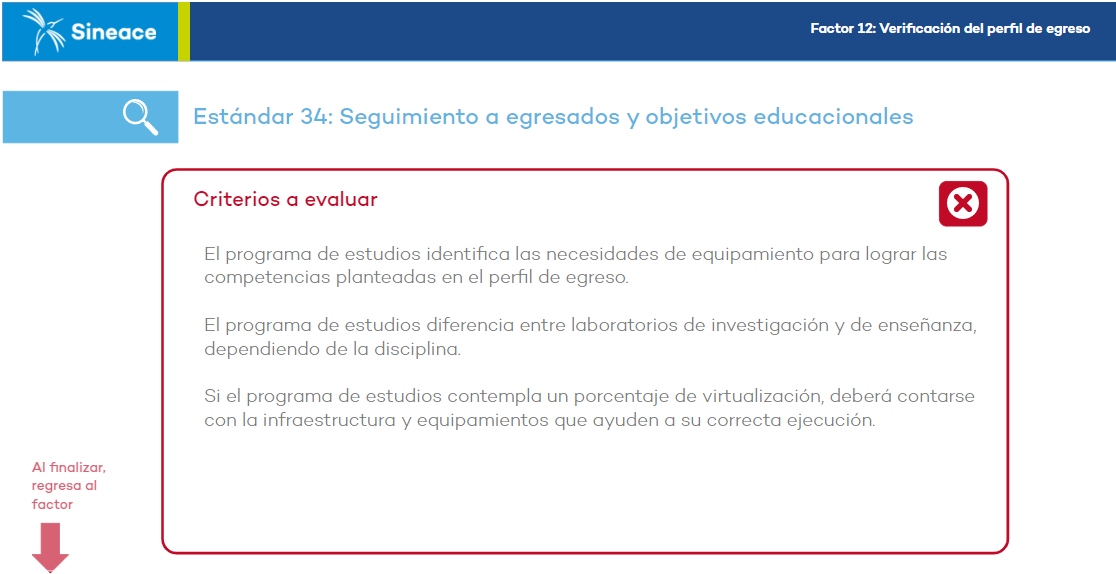 Sineace
Factor 12: Verificación del perfil de egreso
Estándar 34: Seguimiento a egresados y objetivos educacionales
Criterios a evaluar
El programa de estudios identifica las necesidades de equipamiento para lograr las
competencias planteadas en el perfil de egreso.
El programa de estudios diferencia entre laboratorios de investigación y de enseñanza,
dependiendo de la disciplina.
Si el programa de estudios contempla un porcentaje de virtualización, deberá contarse
con la infraestructura y equipamientos que ayuden a su correcta ejecución.
Al finalizar,
regresa al
factor